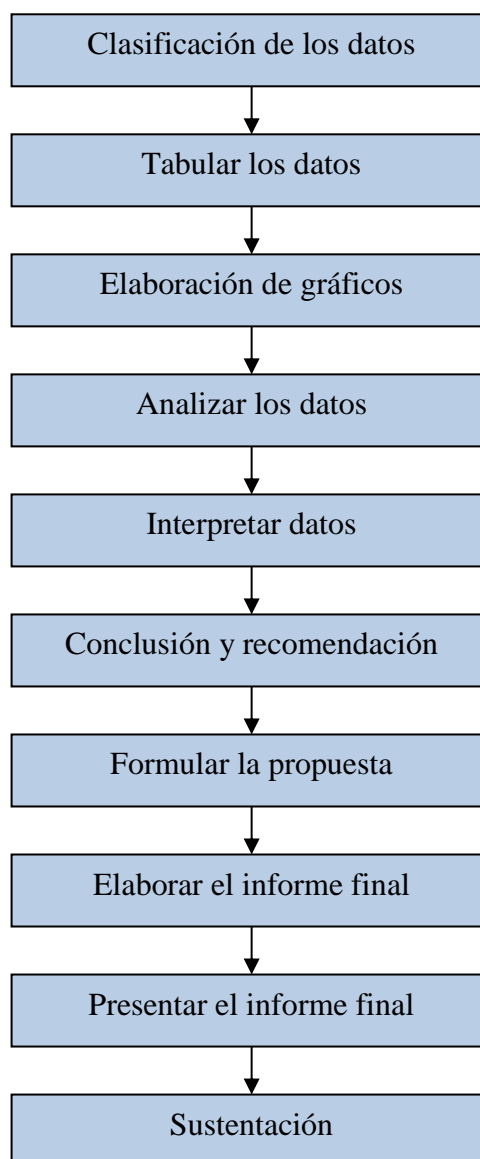 Clasificación de los datos
Tabular los datos
Elaboración de gráficos
Analizar los datos
Interpretar datos
Conclusión y recomendación
Formular la propuesta
Elaborar el informe final
Presentar el informe final
Sustentación